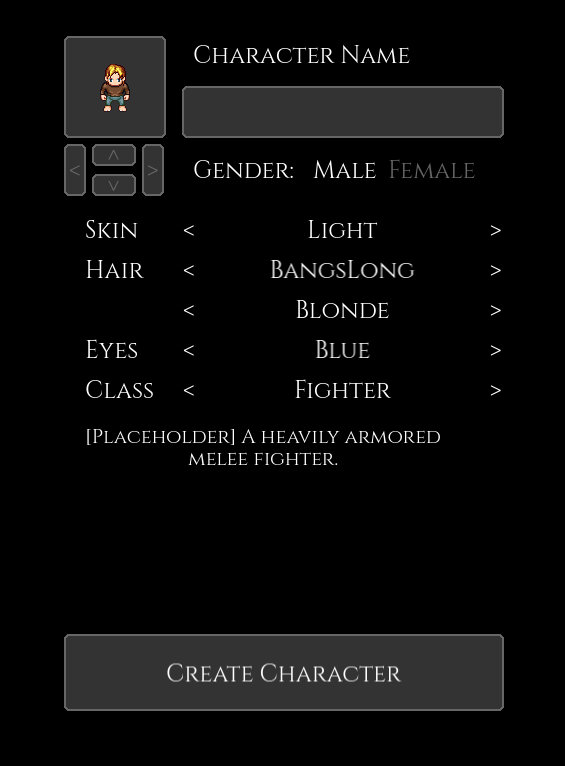 Character Name
< ^ v >
Gender: Male Female
Skin < Light >
Hair < BangsLong >
< Blonde >
Eyes < Blue >
Class < Fighter >
[Placeholder] A heavily armored
melee fighter.
Create Character